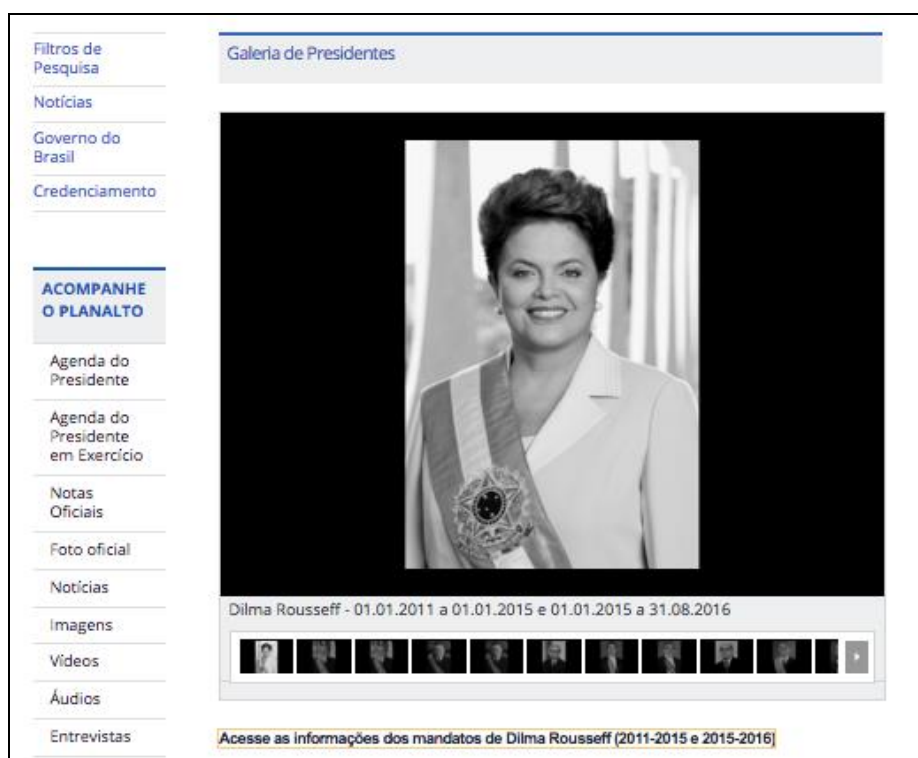 Filtros de
Pesquisa
Notícias
Governo do
Brasil
Credenciamento
ACOMPANHE
O PLANALTO
Agenda do
Presidente
Agenda do
Presidente
em Exercício
Notas
Oficiais
Foto oficial
Notícias
Imagens
Vídeos
Áudios
Entrevistas
Galeria de Presidentes
Dilma Rousseff - 01.01.2011 a 01.01.2015 e 01.01.2015 a 31.08.2016
Acesse as informações dos mandatos de Dilma Rousseff (2011-2015 e 2015-2016)